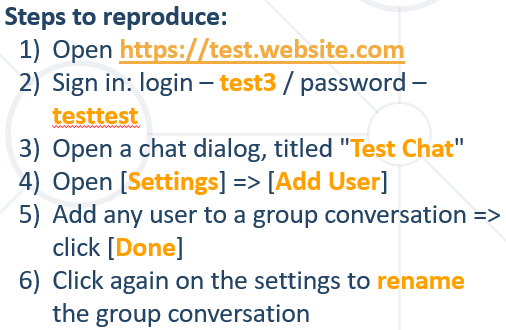 Steps to reproduce:
1) Open https://test.website.com
2) Sign in: login – test3 / password –
testtest
3) Open a chat dialog, titled "Test Chat"
4) Open [Settings] => [Add User]
5) Add any user to a group conversation =>
click [Done]
6) Click again on the settings to rename
the group conversation